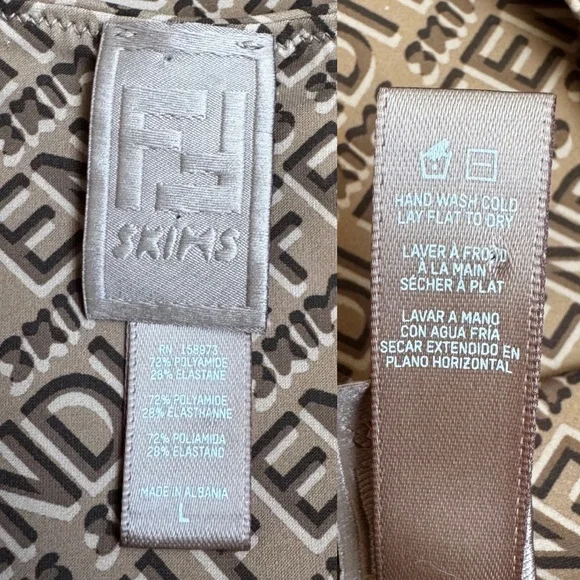 SKIMS
RN 158973
72% POLYAMIDE
28% ELASTANE
72% POLYAMIDE
28% ELASTHANNE
72% POLIAMIDA
28% ELASTANO
MADE IN ALBANIA
L
HAND WASH COLD
LAY FLAT TO DRY
LAVER À FROID
À LA MAIN
SÉCHER À PLAT
LAVAR A MANO
CON AGUA FRÍA
SECAR EXTENDIDO EN
PLANO HORIZONTAL